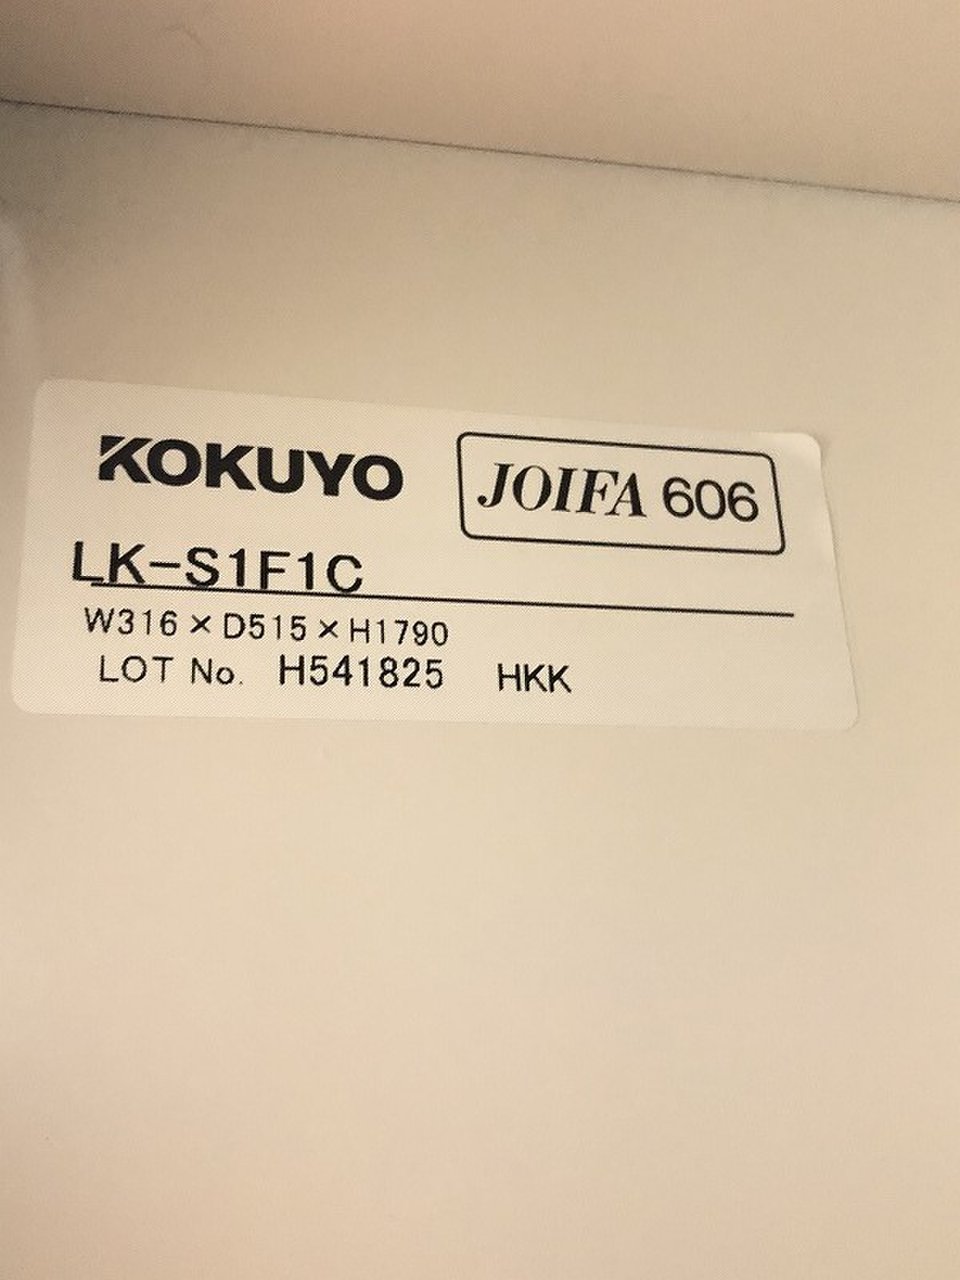 KOKUYO
JOIFA 606
LK-S1F1C
W316×D515×H1790
LOT No. H541825 HKK